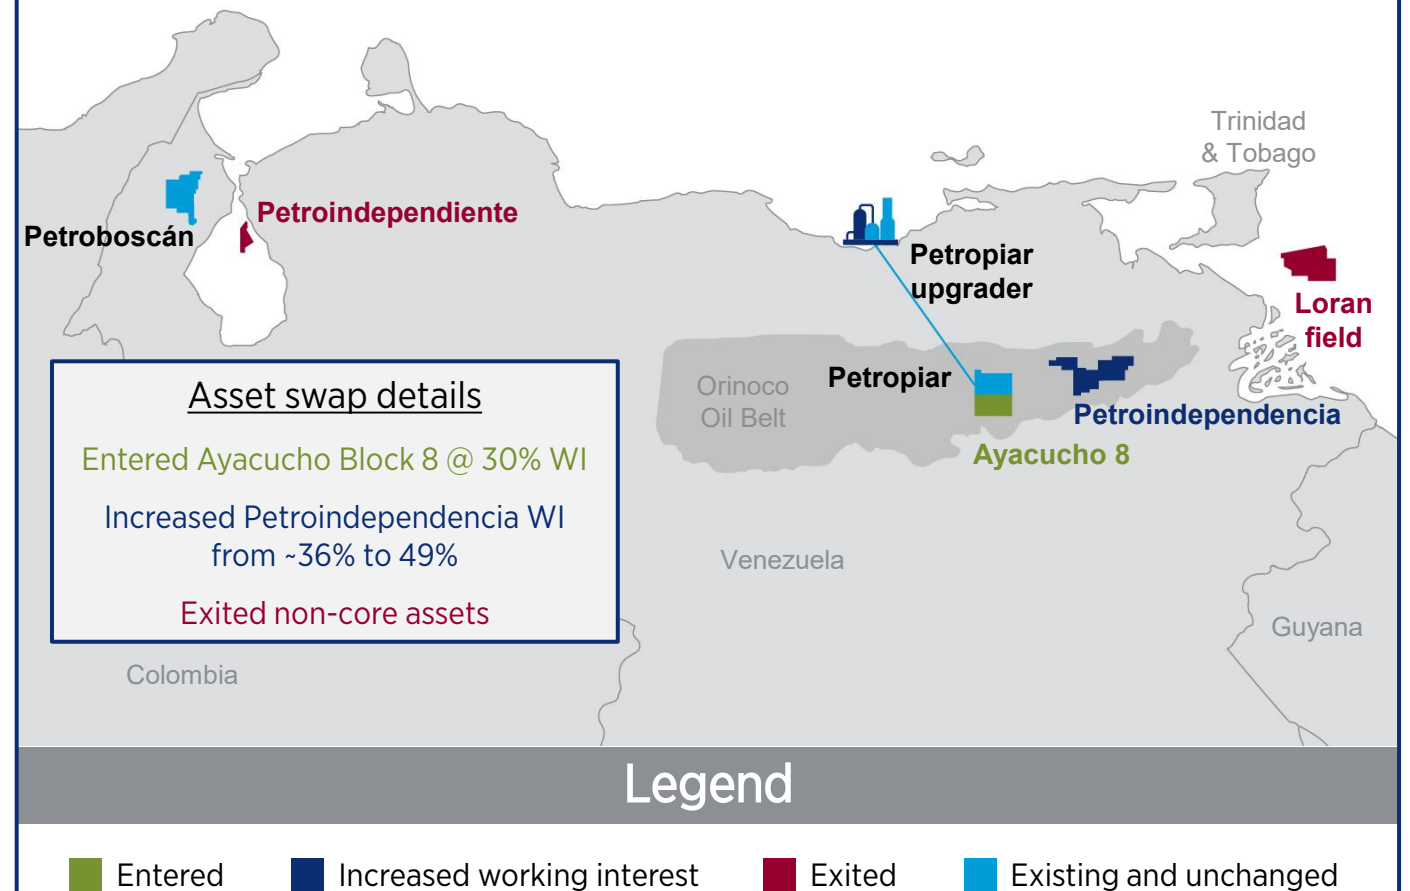 Trinidad
& Tobago
Petroindependiente
Petroboscán
Petropiar
upgrader
Loran
field
Petropiar
Orinoco
Oil Belt
Petroindependencia
Ayacucho 8
Asset swap details
Entered Ayacucho Block 8 @ 30% WI
Increased Petroindependencia WI
from ~36% to 49%
Exited non-core assets
Venezuela
Guyana
Colombia
Legend
Entered
Increased working interest
Exited
Existing and unchanged